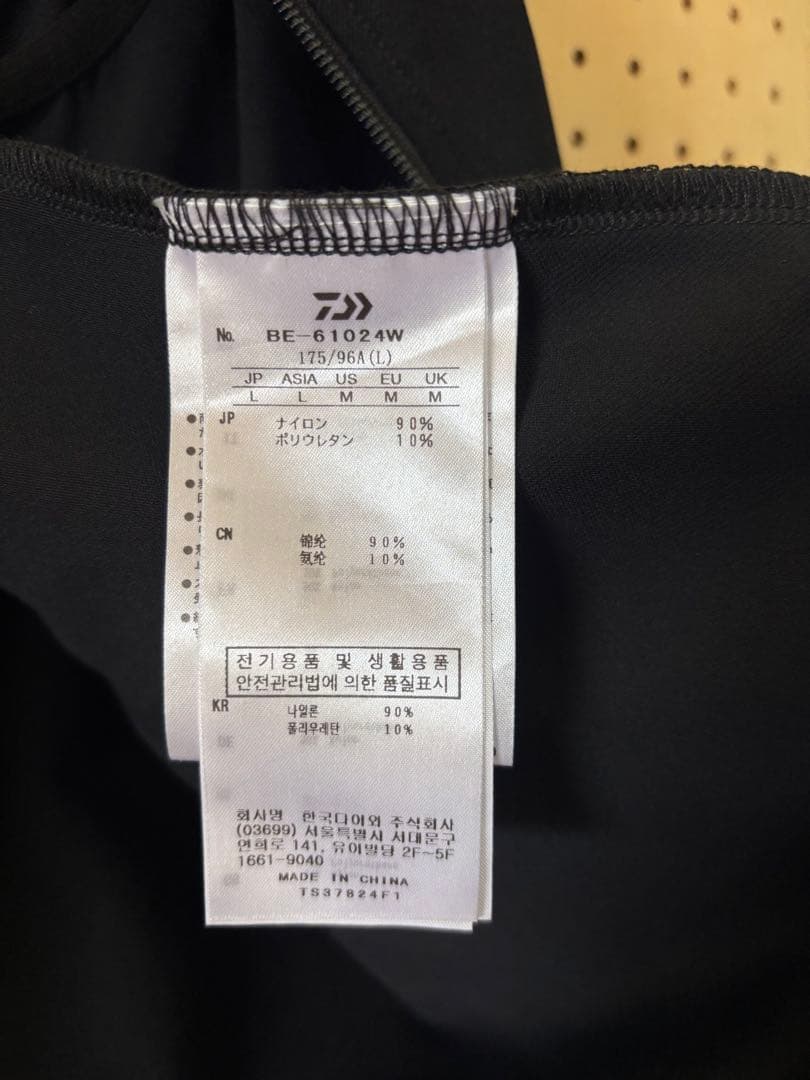 No. BE-61024W
175/96A(L)
JP ASIA US EU UK
L L M M M
JP ナイロン 90%
ポリウレタン 10%
CN 锦纶 90%
氨纶 10%
전기용품 및 생활용품
안전관리법에 의한 품질표시
KR 나일론 90%
폴리우레탄 10%
회사명 한국다이와 주식회사
(03699) 서울특별시 서대문구
연희로 141, 유이빌딩 2F~5F
1661-9040
MADE IN CHINA
TS37824F1